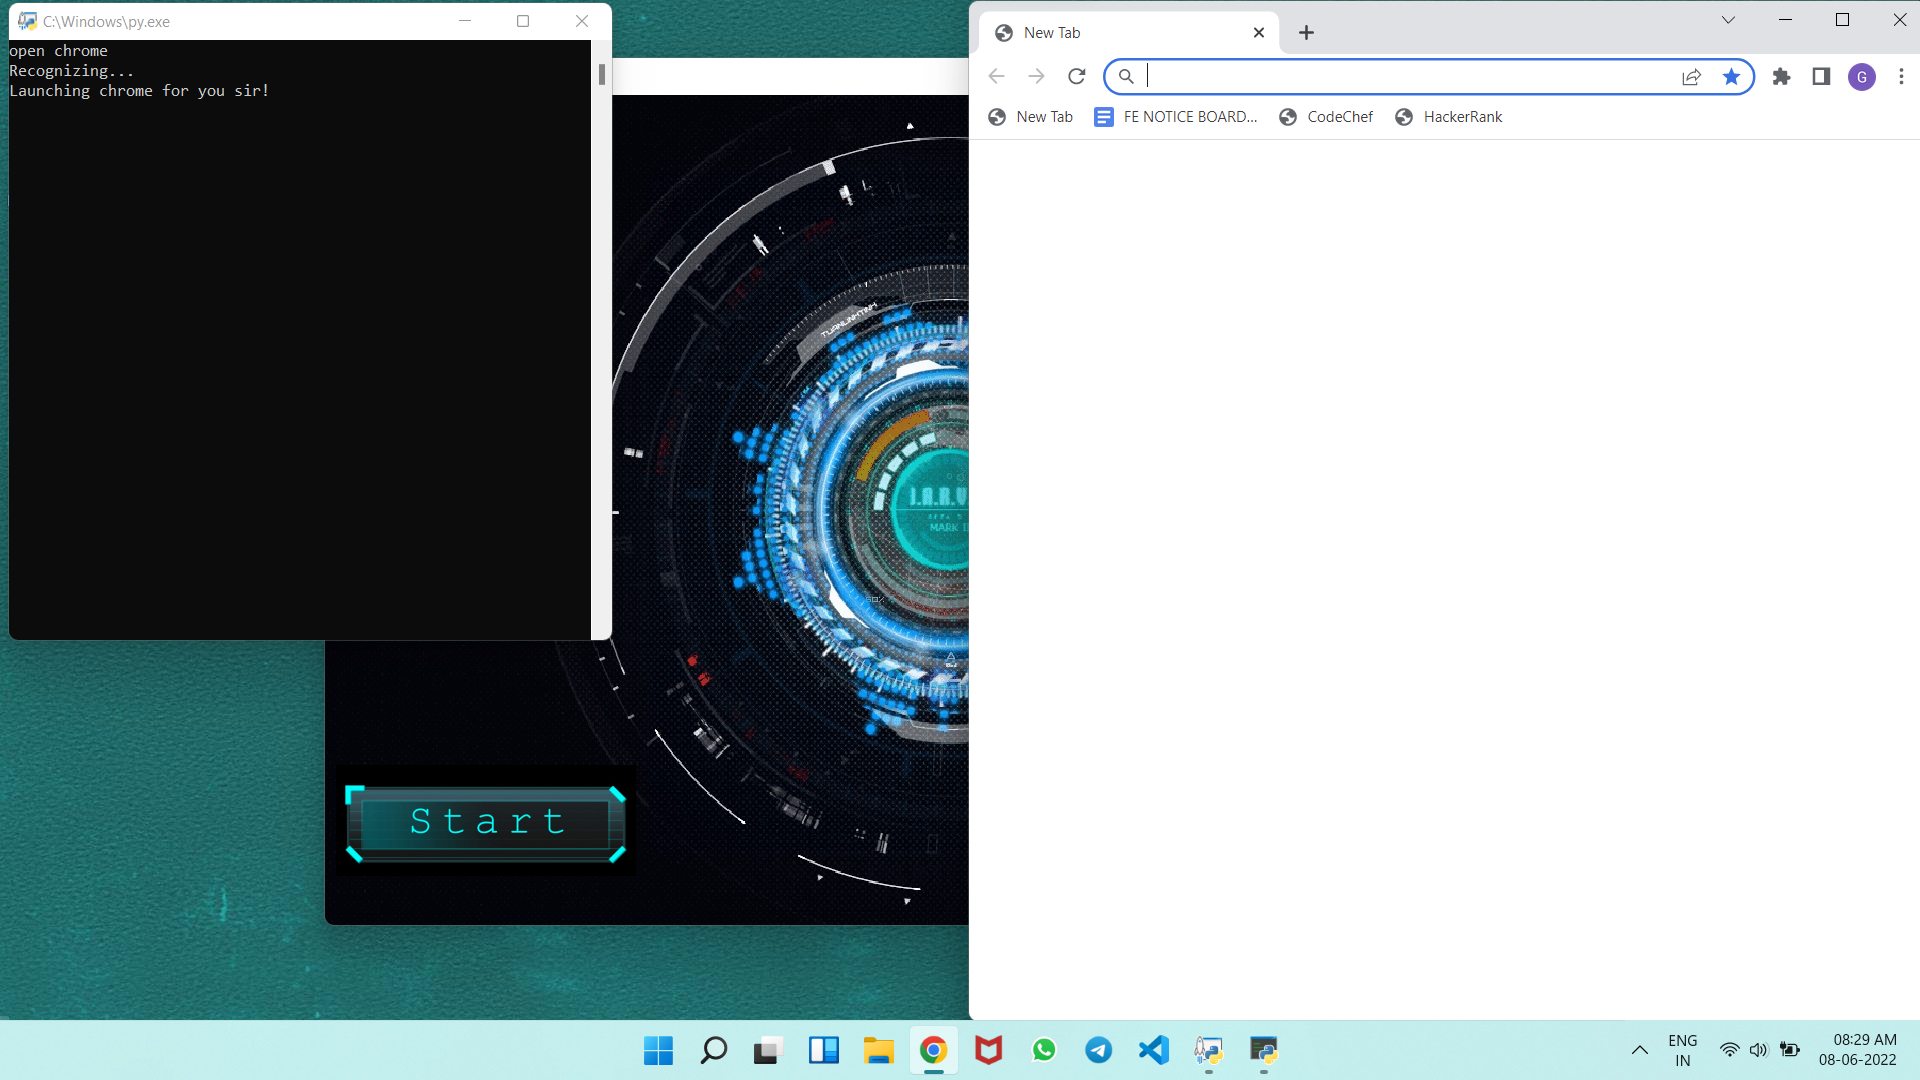 C:\Windows\py.exe
open chrome
Recognizing...
Launching chrome for you sir!
New Tab
G
New Tab
FE NOTICE BOARD...
CodeChef
HackerRank
J.A.R.V
MARK II
Start
ENG
IN
08:29 AM
08-06-2022